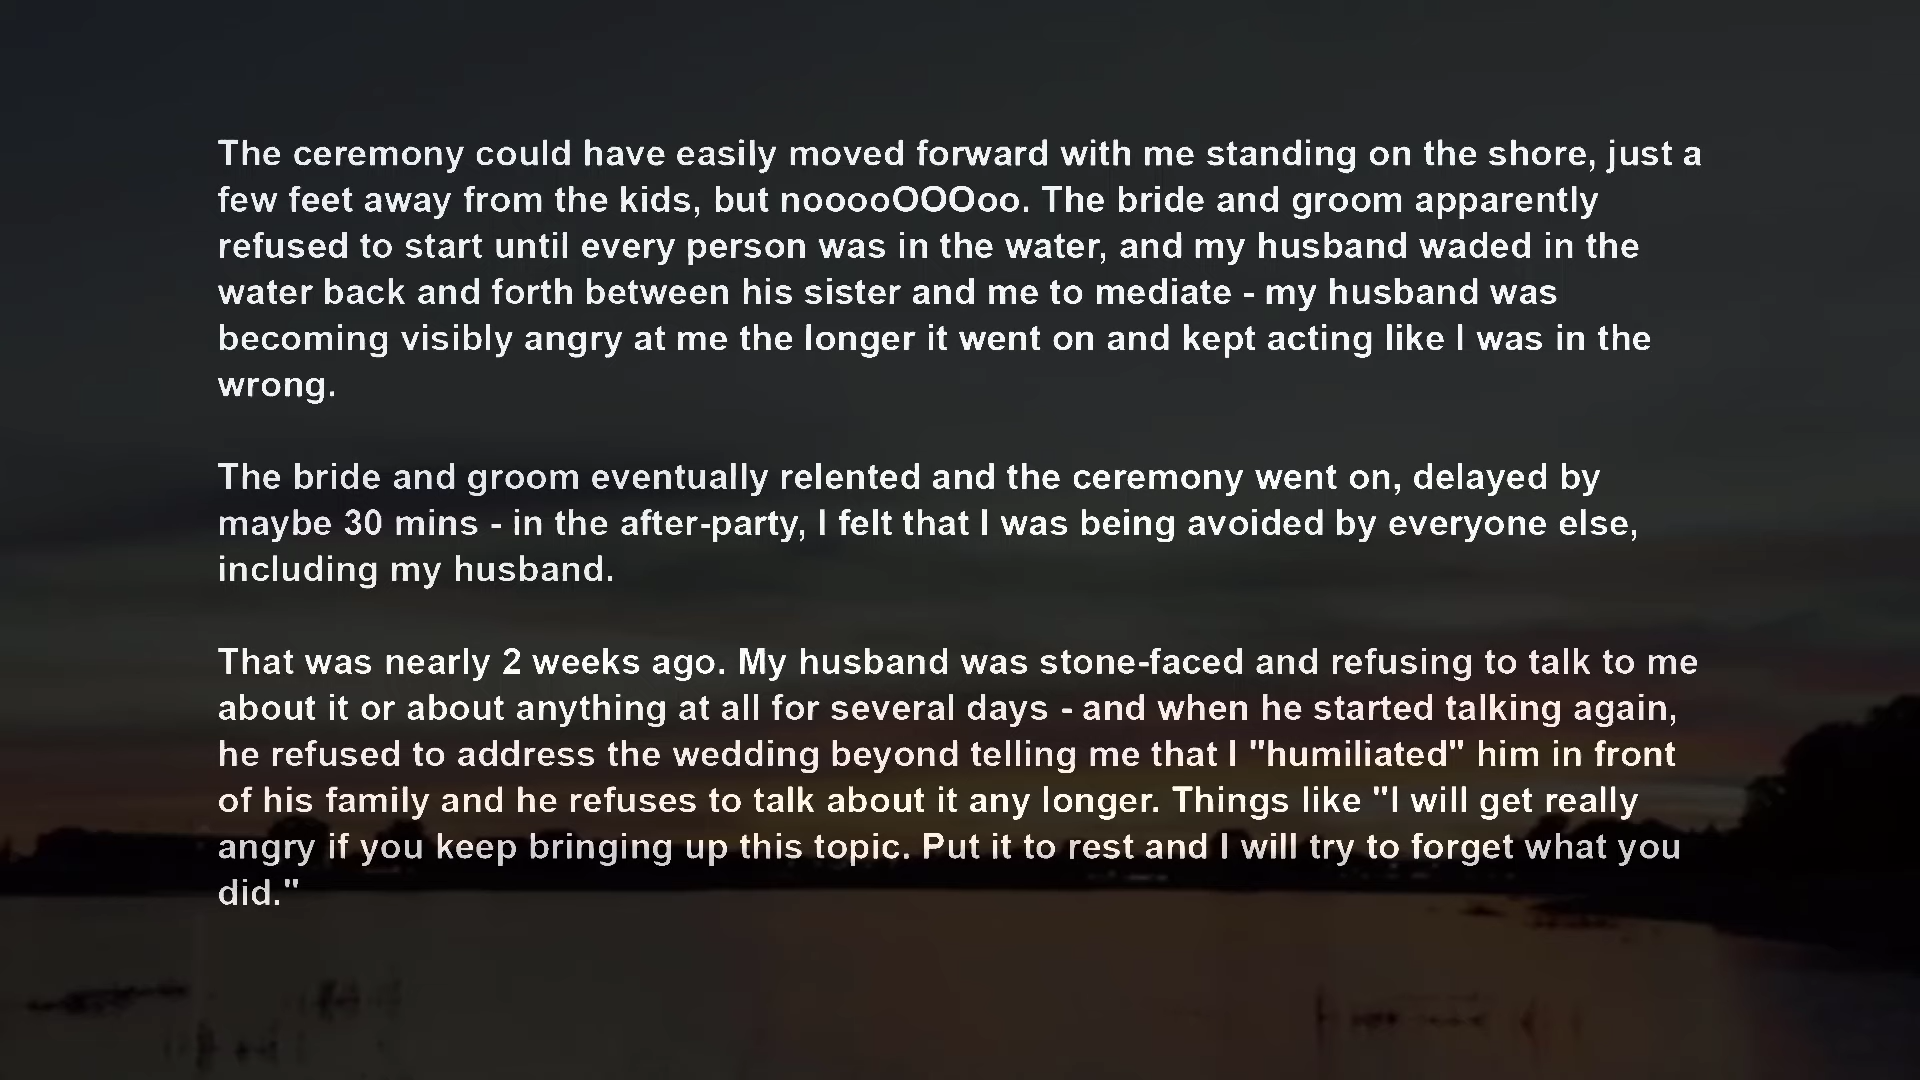 The ceremony could have easily moved forward with me standing on the shore, just a
few feet away from the kids, but nooooOOOoo. The bride and groom apparently
refused to start until every person was in the water, and my husband waded in the
water back and forth between his sister and me to mediate - my husband was
becoming visibly angry at me the longer it went on and kept acting like I was in the
wrong.
The bride and groom eventually relented and the ceremony went on, delayed by
maybe 30 mins - in the after-party, I felt that I was being avoided by everyone else,
including my husband.
That was nearly 2 weeks ago. My husband was stone-faced and refusing to talk to me
about it or about anything at all for several days - and when he started talking again,
he refused to address the wedding beyond telling me that I "humiliated" him in front
of his family and he refuses to talk about it any longer. Things like "I will get really
angry if you keep bringing up this topic. Put it to rest and I will try to forget what you
did."